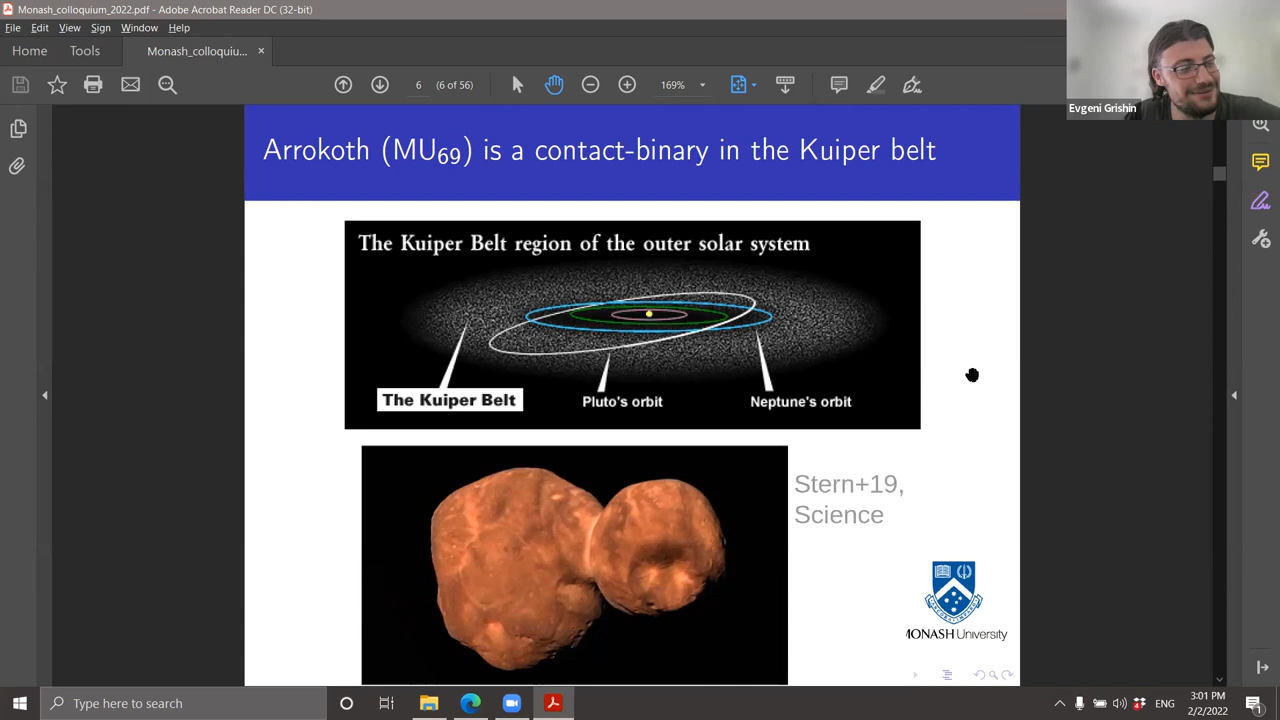 Monash_colloquium_2022.pdf - Adobe Acrobat Reader DC (32-bit)
File Edit View Sign Window Help
Home Tools Monash_colloquiu... ×
6 (6 of 56) 169%
Evgeni Grishin
Arrokoth (MU69) is a contact-binary in the Kuiper belt
The Kuiper Belt region of the outer solar system
The Kuiper Belt
Pluto's orbit
Neptune's orbit
Stern+19,
Science
MONASH University
Type here to search
ENG
3:01 PM
2/2/2022
1